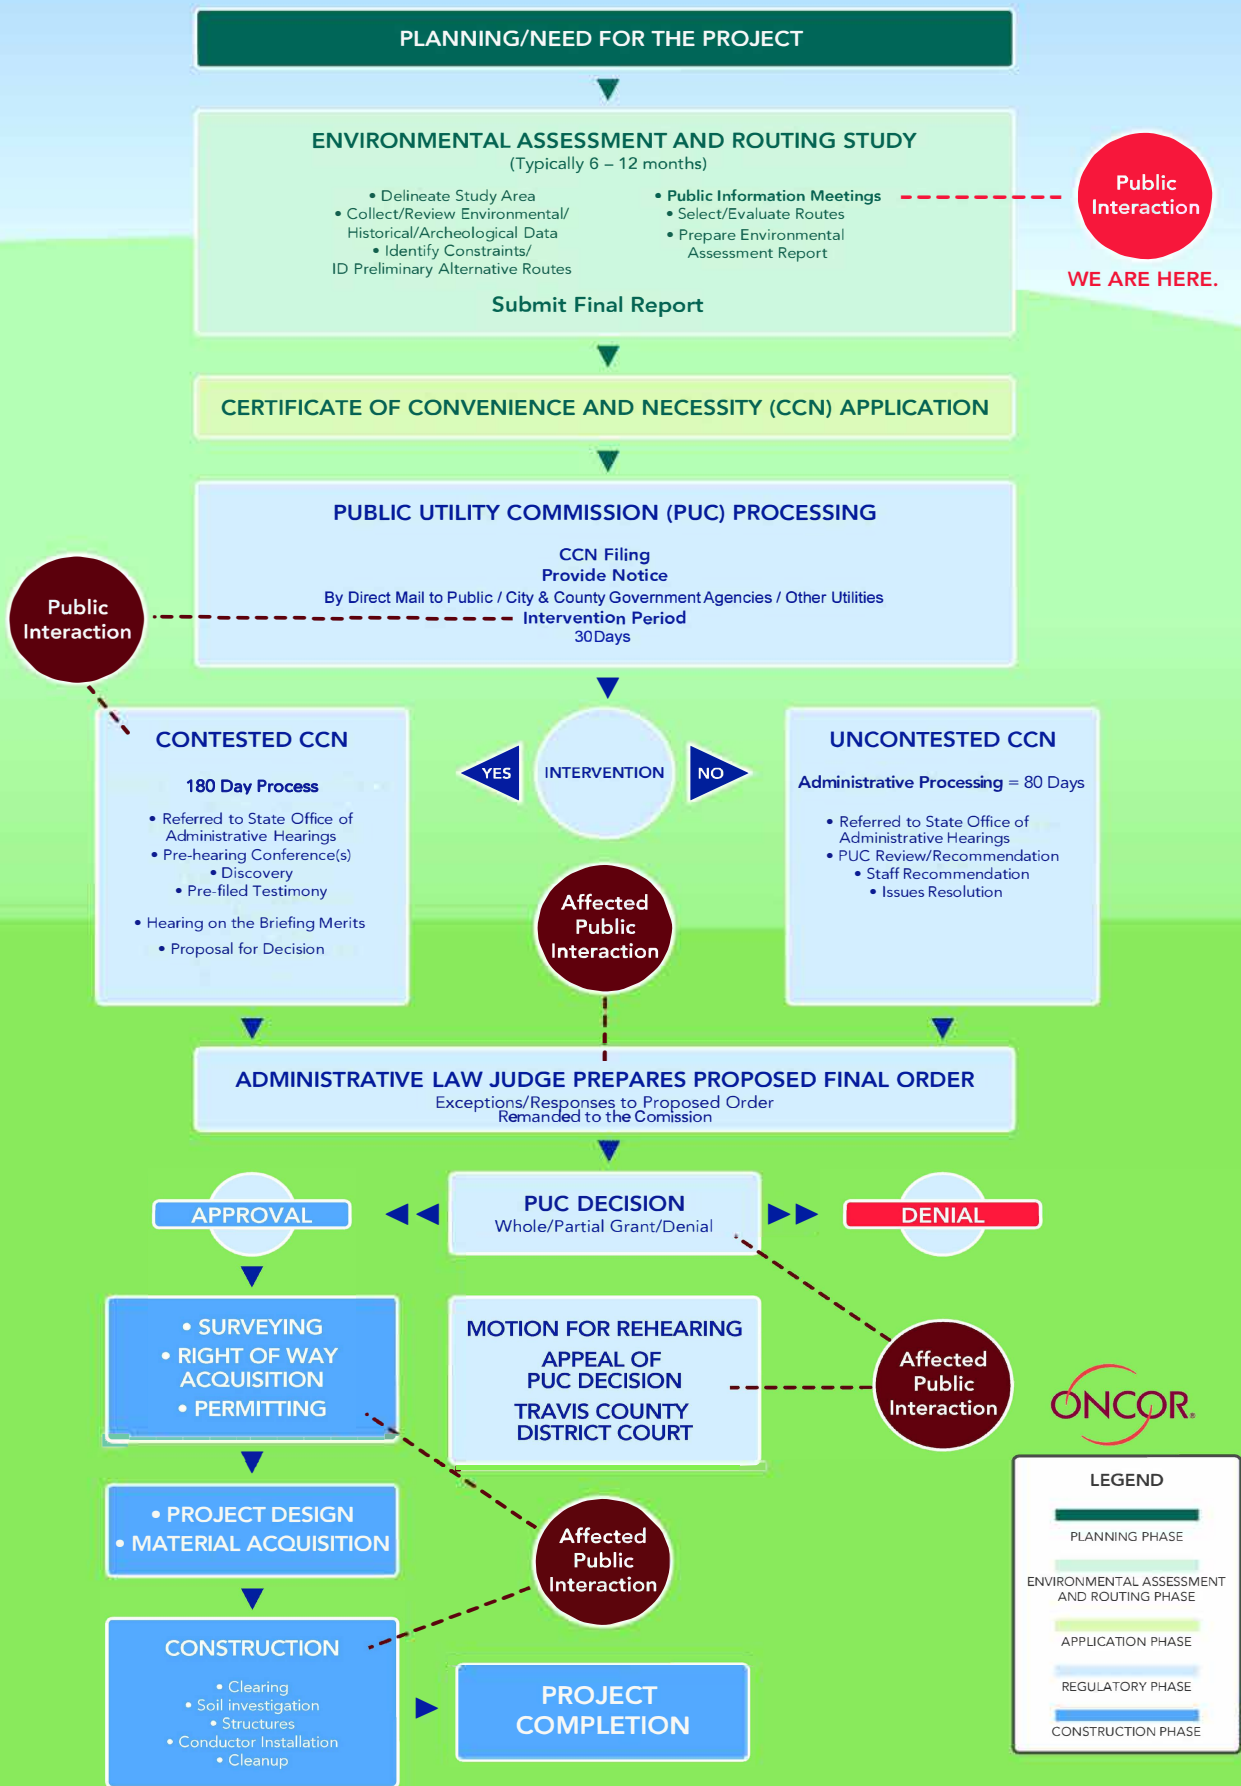 PLANNING/NEED FOR THE PROJECT
ENVIRONMENTAL ASSESSMENT AND ROUTING STUDY
(Typically 6 – 12 months)
• Delineate Study Area
• Collect/Review Environmental/
Historical/Archeological Data
• Identify Constraints/
ID Preliminary Alternative Routes
• Public Information Meetings
• Select/Evaluate Routes
• Prepare Environmental
Assessment Report
Submit Final Report
Public
Interaction
WE ARE HERE.
CERTIFICATE OF CONVENIENCE AND NECESSITY (CCN) APPLICATION
PUBLIC UTILITY COMMISSION (PUC) PROCESSING
CCN Filing
Provide Notice
By Direct Mail to Public / City & County Government Agencies / Other Utilities
Intervention Period
30Days
Public
Interaction
CONTESTED CCN
180 Day Process
• Referred to State Office of
Administrative Hearings
• Pre-hearing Conference(s)
• Discovery
• Pre-filed Testimony
• Hearing on the Briefing Merits
• Proposal for Decision
YES
INTERVENTION
NO
UNCONTESTED CCN
Administrative Processing = 80 Days
• Referred to State Office of
Administrative Hearings
• PUC Review/Recommendation
• Staff Recommendation
• Issues Resolution
Affected
Public
Interaction
ADMINISTRATIVE LAW JUDGE PREPARES PROPOSED FINAL ORDER
Exceptions/Responses to Proposed Order
Remanded to the Comission
APPROVAL
PUC DECISION
Whole/Partial Grant/Denial
DENIAL
• SURVEYING
• RIGHT OF WAY
ACQUISITION
• PERMITTING
MOTION FOR REHEARING
APPEAL OF
PUC DECISION
TRAVIS COUNTY
DISTRICT COURT
Affected
Public
Interaction
ONCOR®
• PROJECT DESIGN
• MATERIAL ACQUISITION
Affected
Public
Interaction
CONSTRUCTION
• Clearing
• Soil investigation
• Structures
• Conductor Installation
• Cleanup
PROJECT
COMPLETION
LEGEND
PLANNING PHASE
ENVIRONMENTAL ASSESSMENT
AND ROUTING PHASE
APPLICATION PHASE
REGULATORY PHASE
CONSTRUCTION PHASE